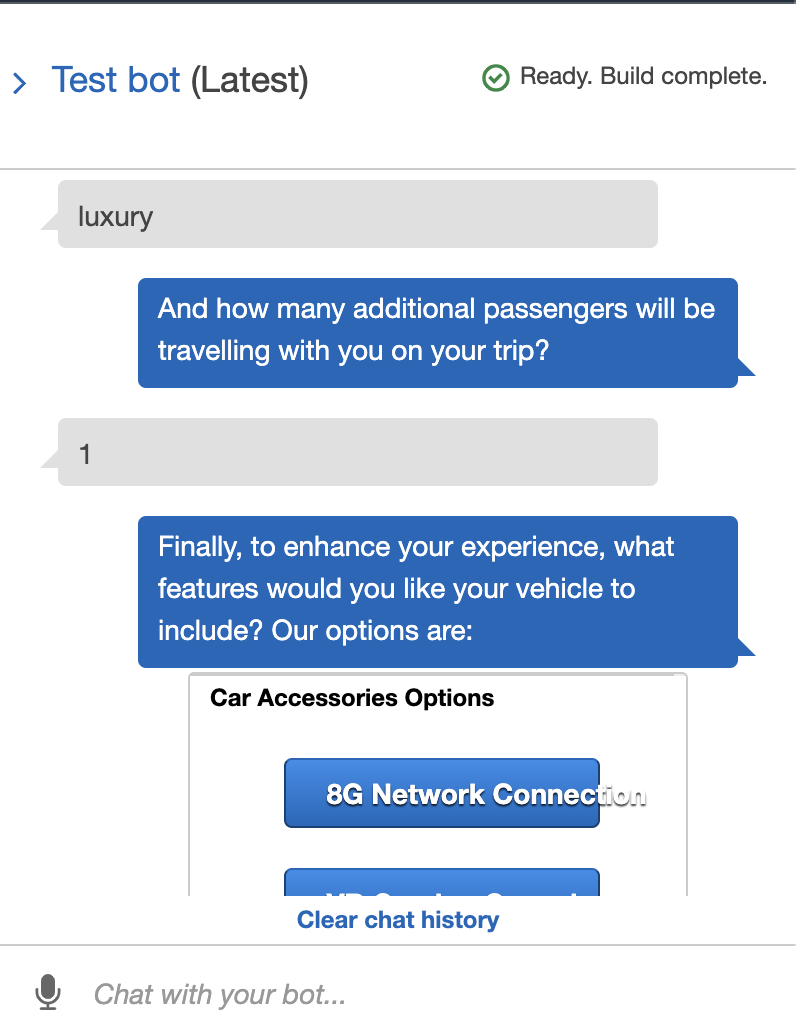 Test bot (Latest)
Ready. Build complete.
luxury
And how many additional passengers will be
travelling with you on your trip?
1
Finally, to enhance your experience, what
features would you like your vehicle to
include? Our options are:
Car Accessories Options
8G Network Connection
Clear chat history
Chat with your bot...